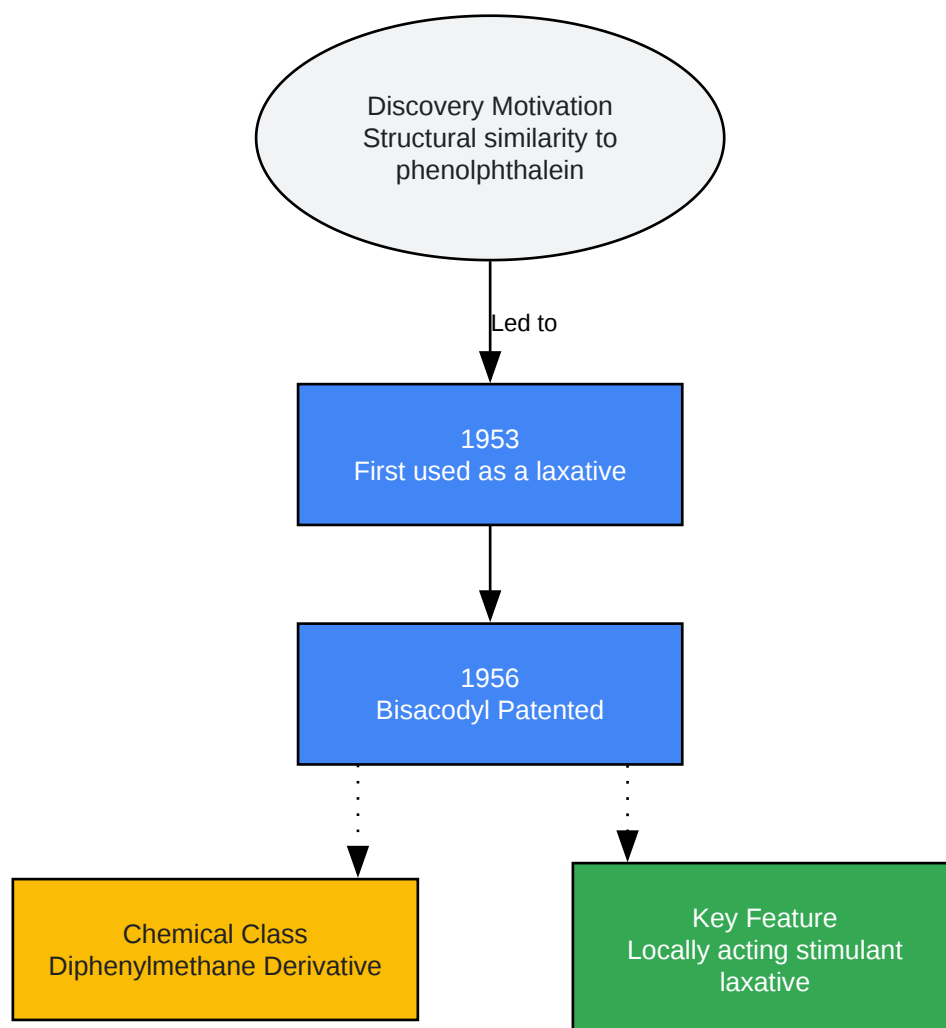 Discovery Motivation
Structural similarity to
phenolphthalein
Led to
1953
First used as a laxative
1956
Bisacodyl Patented
Chemical Class
Diphenylmethane Derivative
Key Feature
Locally acting stimulant
laxative